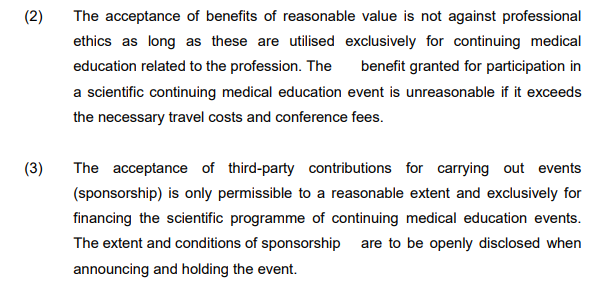 (2) The acceptance of benefits of reasonable value is not against professional
ethics as long as these are utilised exclusively for continuing medical
education related to the profession. The benefit granted for participation in
a scientific continuing medical education event is unreasonable if it exceeds
the necessary travel costs and conference fees.
(3) The acceptance of third-party contributions for carrying out events
(sponsorship) is only permissible to a reasonable extent and exclusively for
financing the scientific programme of continuing medical education events.
The extent and conditions of sponsorship are to be openly disclosed when
announcing and holding the event.